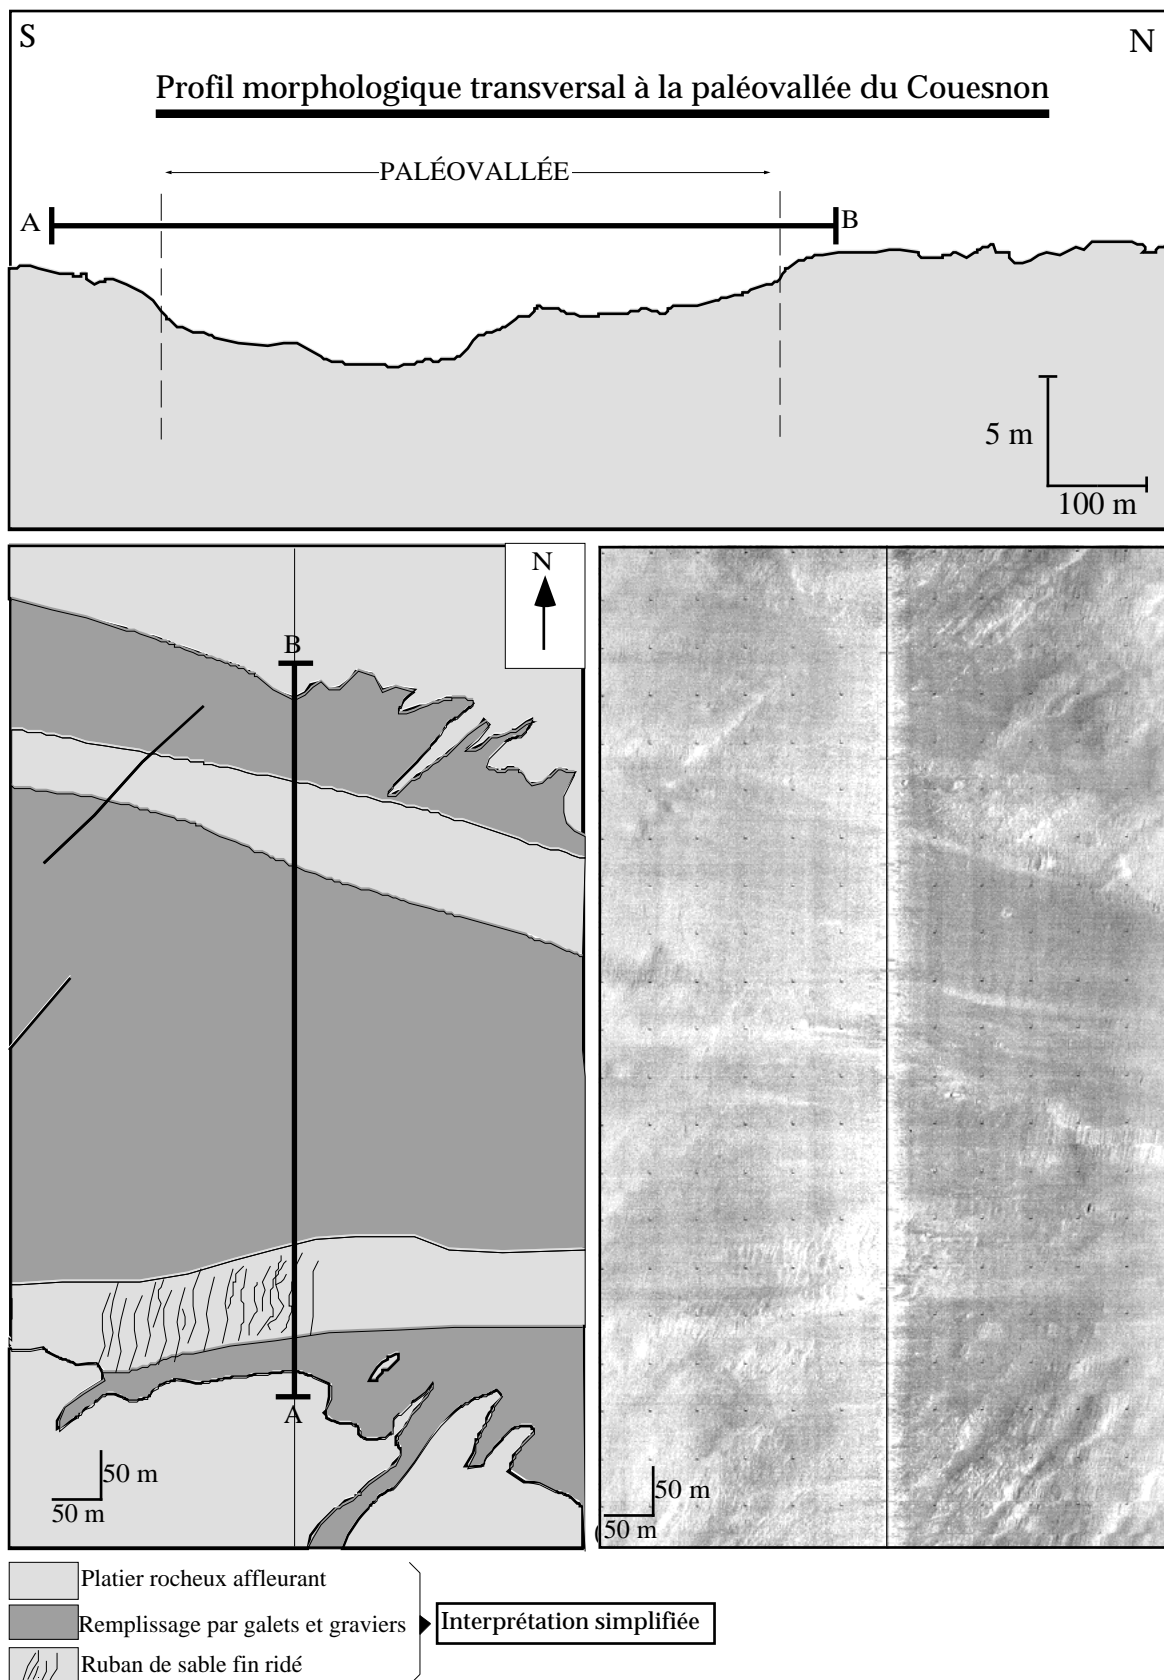 S
N
Profil morphologique transversal à la paléovallée du Couesnon
PALÉOVALLÉE
A
B
5 m
100 m
N
B
A
50 m
50 m
50 m
50 m
Platier rocheux affleurant
Remplissage par galets et graviers
Interprétation simplifiée
Ruban de sable fin ridé